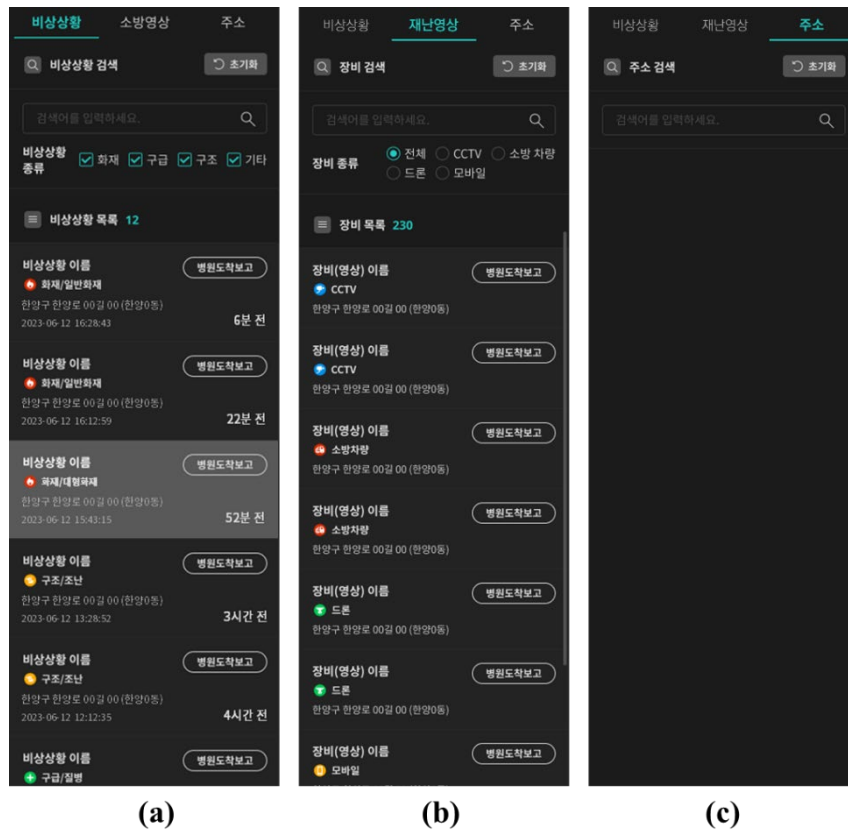 비상상황 소방영상 주소
비상상황 검색 초기화
검색어를 입력하세요.
비상상황 종류 화재 구급 구조 기타
비상상황 목록 12
비상상황 이름 병원도착보고
화재/일반화재
한양구 한양로 00길 00 (한양0동)
2023-06-12 16:28:43 6분 전
비상상황 이름 병원도착보고
화재/일반화재
한양구 한양로 00길 00 (한양0동)
2023-06-12 16:12:59 22분 전
비상상황 이름 병원도착보고
화재/대형화재
한양구 한양로 00길 00 (한양0동)
2023-06-12 15:43:15 52분 전
비상상황 이름 병원도착보고
구조/조난
한양구 한양로 00길 00 (한양0동)
2023-06-12 13:28:52 3시간 전
비상상황 이름 병원도착보고
구조/조난
한양구 한양로 00길 00 (한양0동)
2023-06-12 12:12:35 4시간 전
비상상황 이름 병원도착보고
구급/질병
(a)
비상상황 재난영상 주소
장비 검색 초기화
검색어를 입력하세요.
장비 종류 전체 CCTV 소방 차량
드론 모바일
장비 목록 230
장비(영상) 이름 병원도착보고
CCTV
한양구 한양로 00길 00 (한양0동)
장비(영상) 이름 병원도착보고
CCTV
한양구 한양로 00길 00 (한양0동)
장비(영상) 이름 병원도착보고
소방차량
한양구 한양로 00길 00 (한양0동)
장비(영상) 이름 병원도착보고
소방차량
한양구 한양로 00길 00 (한양0동)
장비(영상) 이름 병원도착보고
드론
한양구 한양로 00길 00 (한양0동)
장비(영상) 이름 병원도착보고
드론
한양구 한양로 00길 00 (한양0동)
장비(영상) 이름 병원도착보고
모바일
(b)
비상상황 재난영상 주소
주소 검색 초기화
검색어를 입력하세요.
(c)